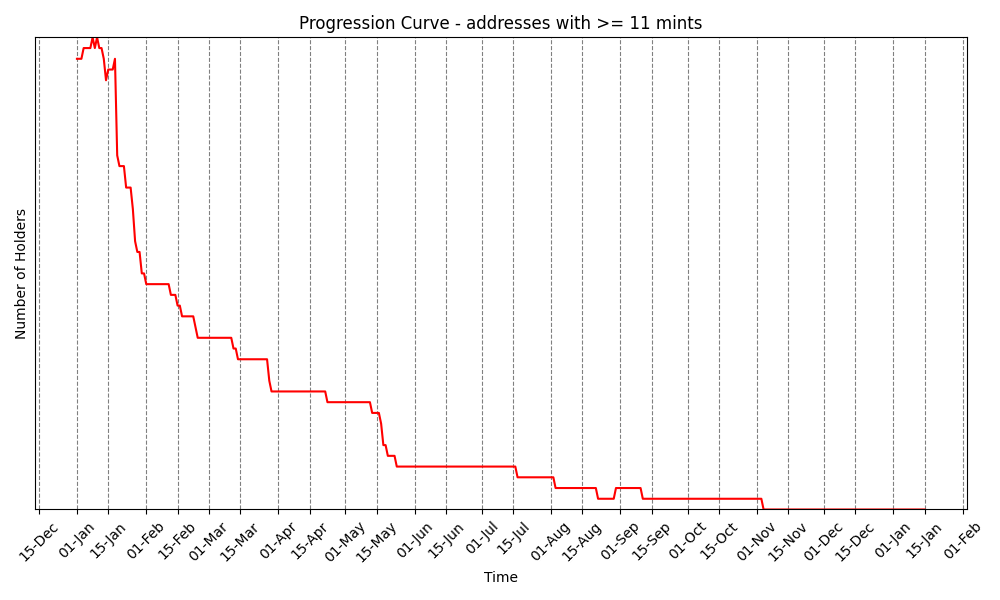 Progression Curve - addresses with >= 11 mints
Number of Holders
15-Dec
01-Jan
15-Jan
01-Feb
15-Feb
01-Mar
15-Mar
01-Apr
15-Apr
01-May
15-May
01-Jun
15-Jun
01-Jul
15-Jul
01-Aug
15-Aug
01-Sep
15-Sep
01-Oct
15-Oct
01-Nov
15-Nov
01-Dec
15-Dec
01-Jan
15-Jan
01-Feb
Time